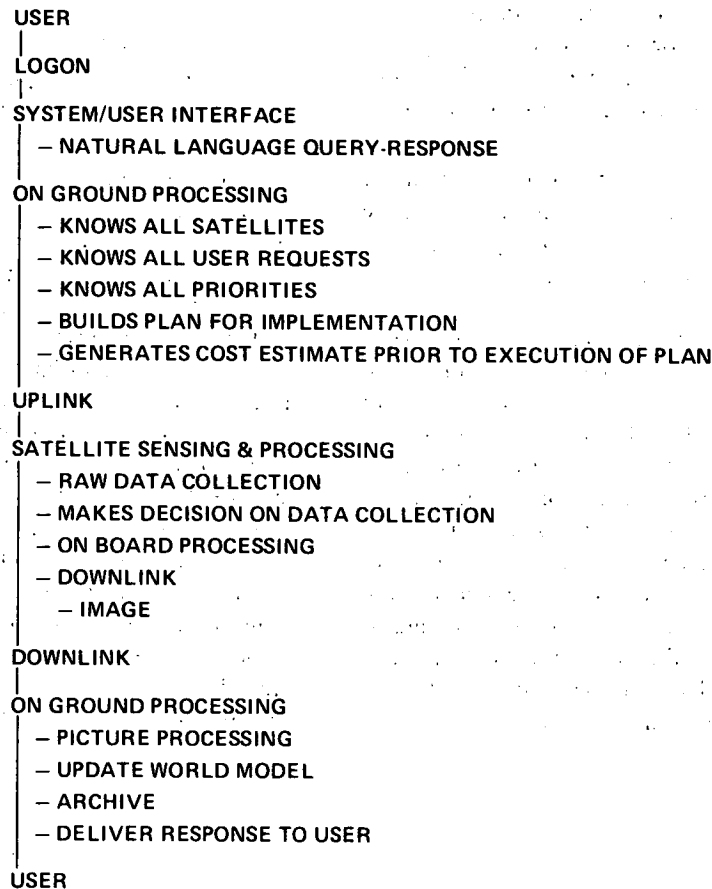 USER
LOGON
SYSTEM/USER INTERFACE
– NATURAL LANGUAGE QUERY-RESPONSE
ON GROUND PROCESSING
– KNOWS ALL SATELLITES
– KNOWS ALL USER REQUESTS
– KNOWS ALL PRIORITIES
– BUILDS PLAN FOR IMPLEMENTATION
– GENERATES COST ESTIMATE PRIOR TO EXECUTION OF PLAN
UPLINK
SATELLITE SENSING & PROCESSING
– RAW DATA COLLECTION
– MAKES DECISION ON DATA COLLECTION
– ON BOARD PROCESSING
– DOWNLINK
– IMAGE
DOWNLINK
ON GROUND PROCESSING
– PICTURE PROCESSING
– UPDATE WORLD MODEL
– ARCHIVE
– DELIVER RESPONSE TO USER
USER